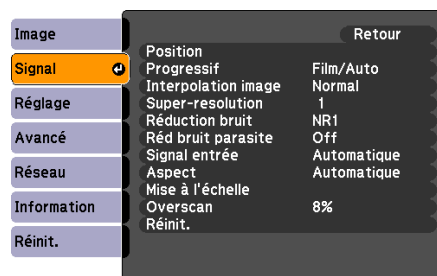 Image
Signal
Réglage
Avancé
Réseau
Information
Réinit.
Retour
Position
Progressif Film/Auto
Interpolation image Normal
Super-resolution 1
Réduction bruit NR1
Réd bruit parasite Off
Signal entrée Automatique
Aspect Automatique
Mise à l'échelle
Overscan 8%
Réinit.